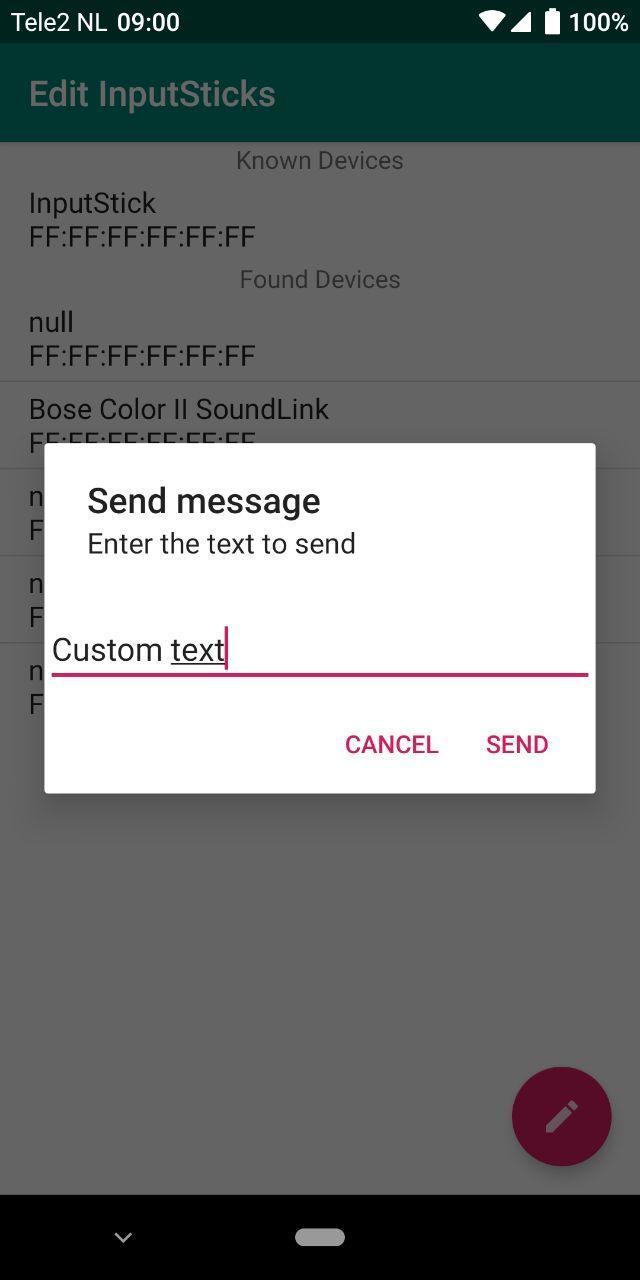 Tele2 NL 09:00 100%
Edit InputSticks
Known Devices
InputStick
FF:FF:FF:FF:FF:FF
Found Devices
null
FF:FF:FF:FF:FF:FF
Bose Color II SoundLink
FF:FF:FF:FF:FF:FF
n
F
n
F
n
F
Send message
Enter the text to send
Custom text
CANCEL SEND